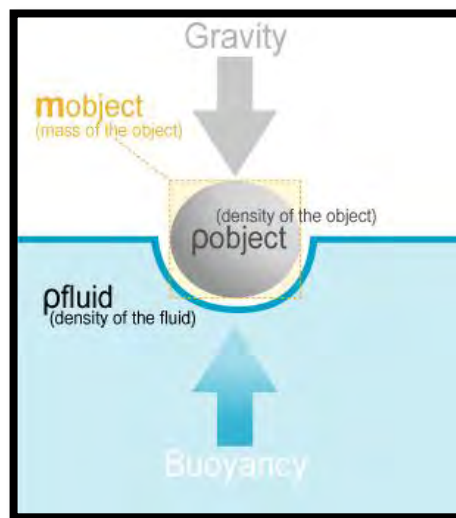 Gravity
mobject
(mass of the object)
(density of the object)
ρobject
ρfluid
(density of the fluid)
Buoyancy